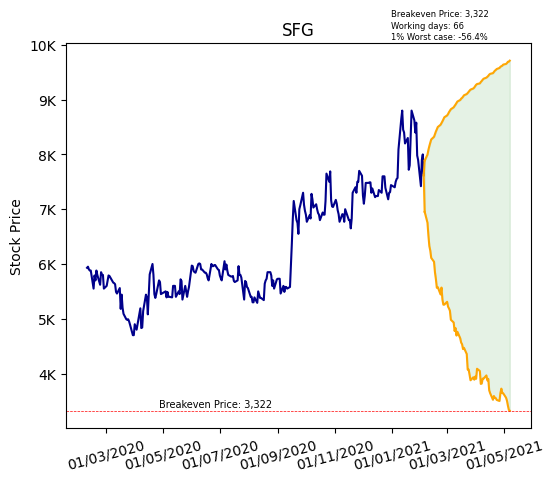 Breakeven Price: 3,322
Working days: 66
1% Worst case: -56.4%
SFG
10K
9K
8K
7K
6K
5K
4K
Stock Price
Breakeven Price: 3,322
01/03/2020 01/05/2020 01/07/2020 01/09/2020 01/11/2020 01/01/2021 01/03/2021 01/05/2021